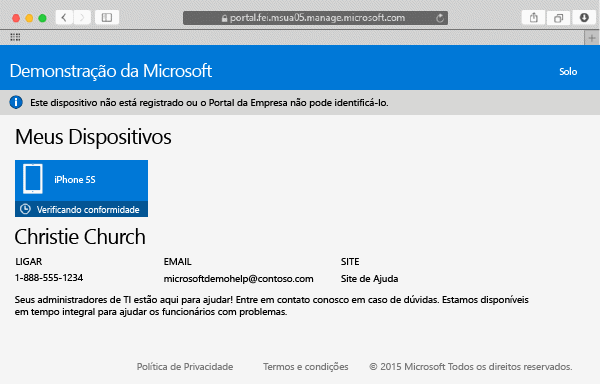 portal.fei.msua05.manage.microsoft.com
Demonstração da Microsoft
Solo
Este dispositivo não está registrado ou o Portal da Empresa não pode identificá-lo.
Meus Dispositivos
iPhone 5S
Verificando conformidade
Christie Church
LIGAR EMAIL SITE
1-888-555-1234 microsoftdemohelp@contoso.com Site de Ajuda
Seus administradores de TI estão aqui para ajudar! Entre em contato conosco em caso de dúvidas. Estamos disponíveis
em tempo integral para ajudar os funcionários com problemas.
Política de Privacidade Termos e condições © 2015 Microsoft Todos os direitos reservados.